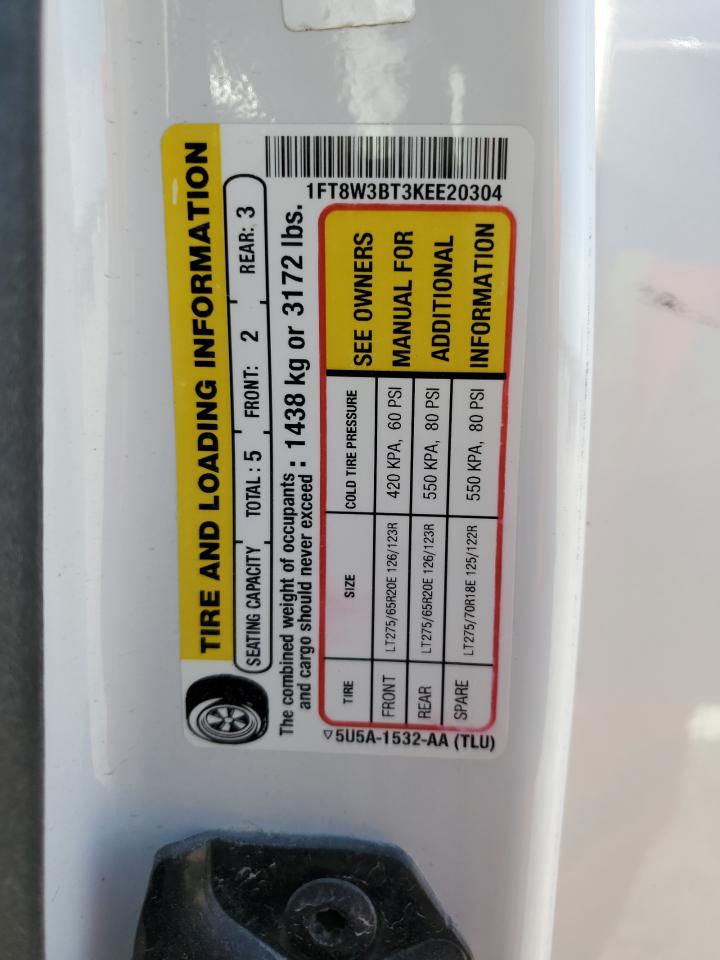 TIRE AND LOADING INFORMATION
SEATING CAPACITY TOTAL : 5 FRONT: 2 REAR: 3
The combined weight of occupants and cargo should never exceed : 1438 kg or 3172 lbs.
1FT8W3BT3KEE20304
TIRE SIZE COLD TIRE PRESSURE
FRONT LT275/65R20E 126/123R 420 KPA, 60 PSI
REAR LT275/65R20E 126/123R 550 KPA, 80 PSI
SPARE LT275/70R18E 125/122R 550 KPA, 80 PSI
SEE OWNERS
MANUAL FOR
ADDITIONAL
INFORMATION
▽5U5A-1532-AA (TLU)